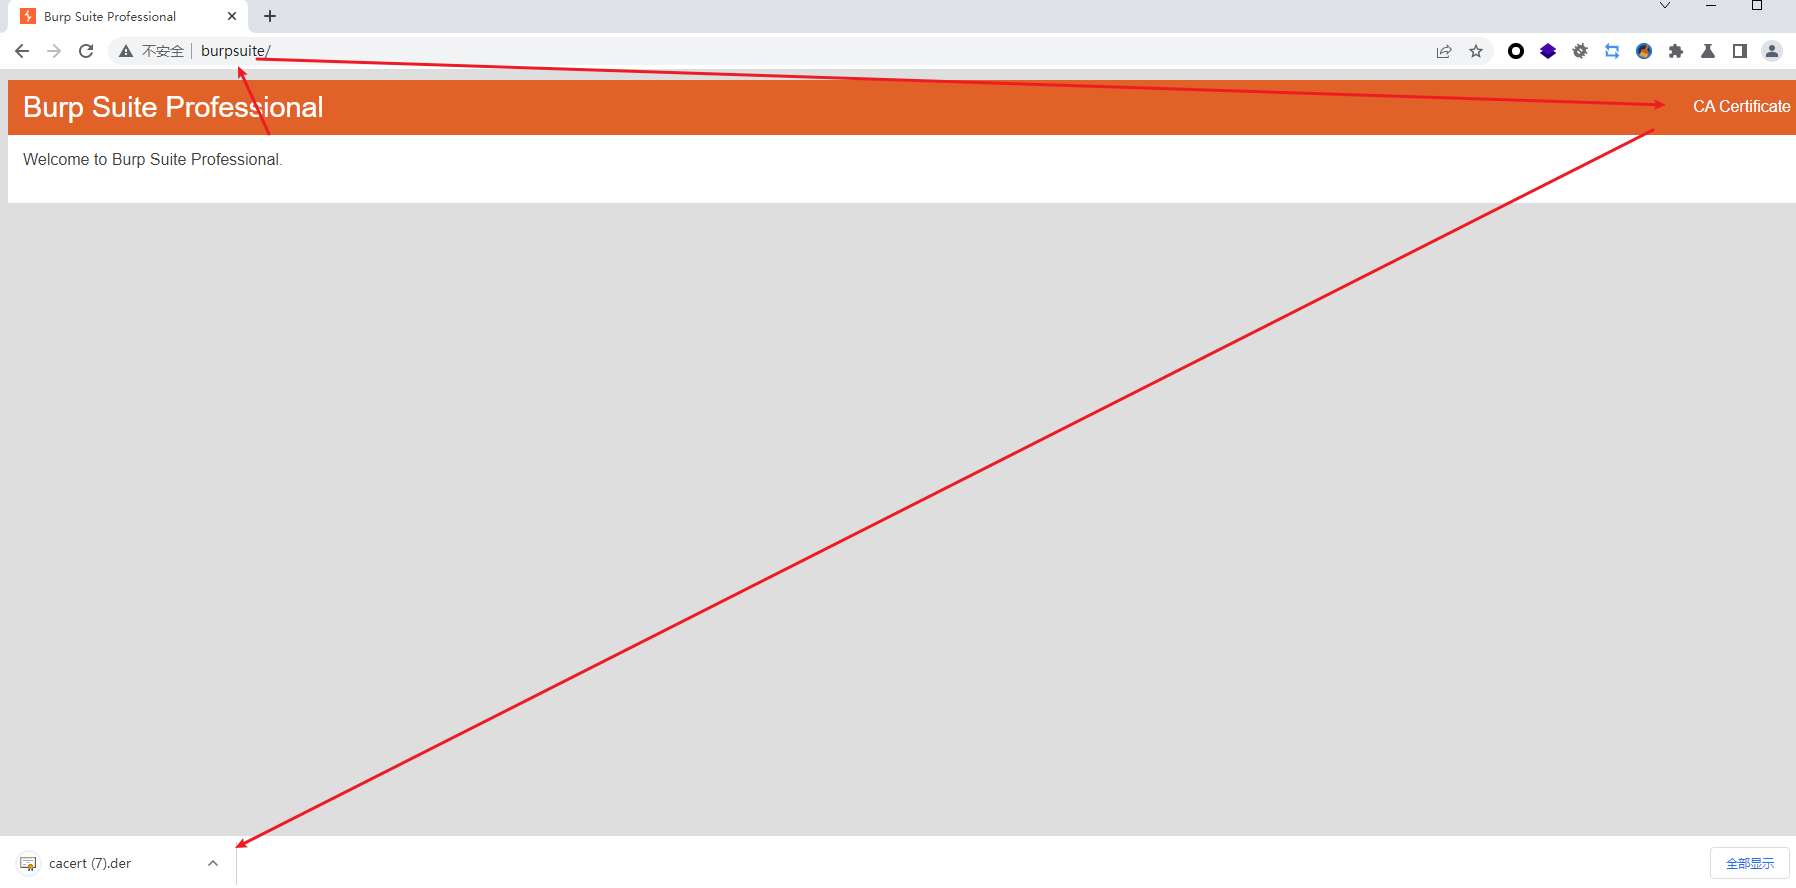 Burp Suite Professional
不安全 burpsuite/
Burp Suite Professional
CA Certificate
Welcome to Burp Suite Professional.
cacert (7).der
全部显示